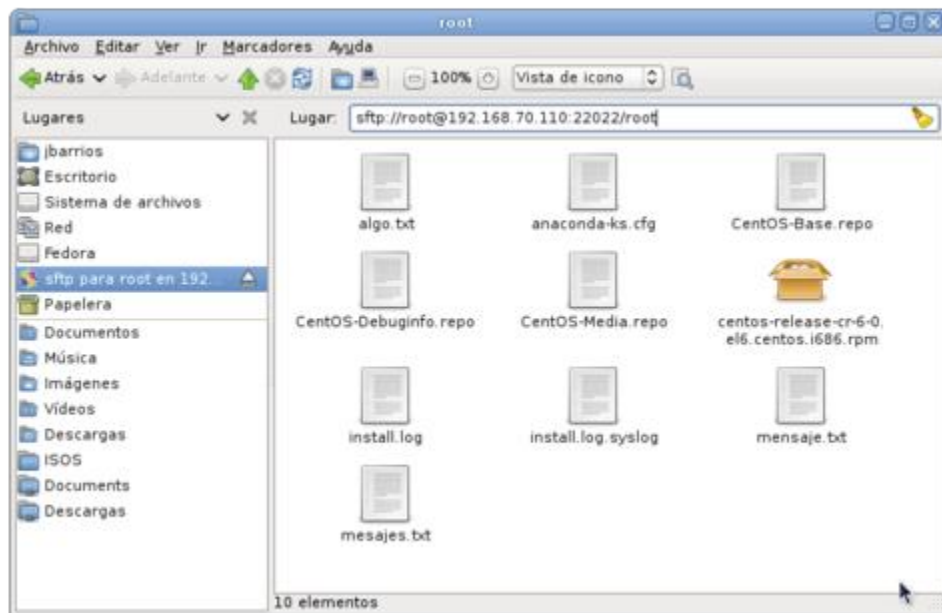 root
Archivo Editar Ver Ir Marcadores Ayuda
Atrás Adelante 100% Vista de icono
Lugares Lugar: sftp://root@192.168.70.110:22022/root
jbarrios
Escritorio
Sistema de archivos
Red
Fedora
sftp para root en 192.
Papelera
Documentos
Música
Imágenes
Vídeos
Descargas
ISOS
Documents
Descargas
algo.txt anaconda-ks.cfg CentOS-Base.repo
CentOS-Debuginfo.repo CentOS-Media.repo centos-release-cr-6-0.
el6.centos.i686.rpm
install.log install.log.syslog mensaje.txt
mesajes.txt
10 elementos